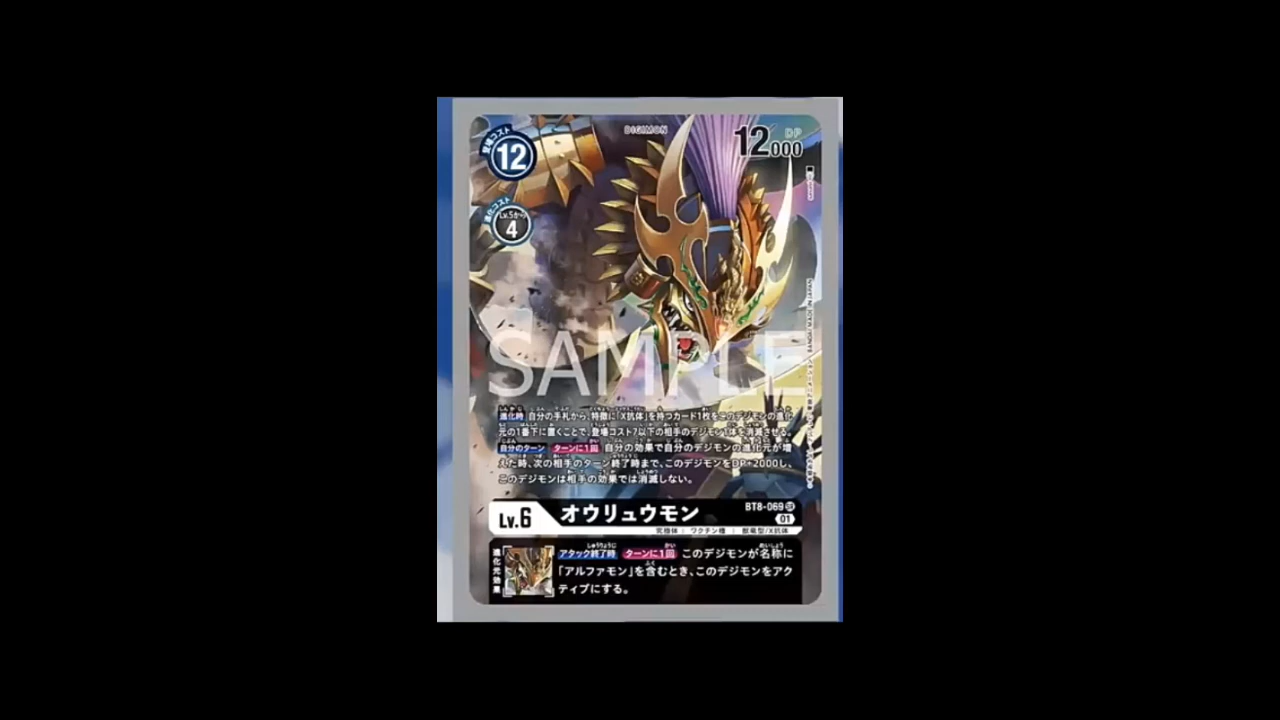 DIGIMON
登場コスト
12
DP
12000
進化コスト
Lv.5から
4
SAMPLE
進化時 自分の手札から、特徴に「X抗体」を持つカード1枚をこのデジモンの進化
元の1番下に置くことで、登場コスト7以下の相手のデジモン1体を消滅させる。
自分のターン ターンに1回 自分の効果で自分のデジモンの進化元が増
えた時、次の相手のターン終了時まで、このデジモンをDP+2000し、
このデジモンは相手の効果では消滅しない。
BT8-069 SR
Lv.6 オウリュウモン
01
究極体 ワクチン種 獣竜型/X抗体
進化元効果
アタック終了時 ターンに1回 このデジモンが名称に
「アルファモン」を含むとき、このデジモンをアク
ティブにする。